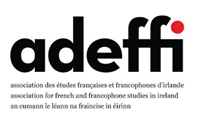 adeffi
association des études françaises et francophones d'irlande
association for french and francophone studies in ireland
an cumann le léann na fraincise in éirinn